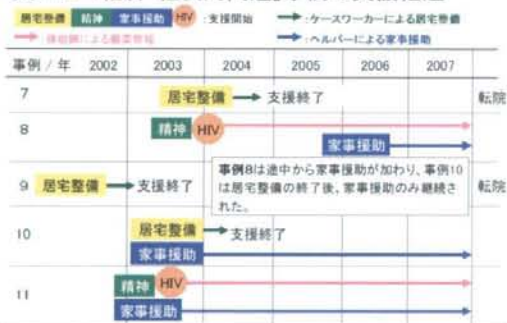 居宅整備 精神 家事援助 HIV :支援開始 :ケースワーカーによる居宅整備
:ヘルパーによる家事援助
事例 / 年 2002 2003 2004 2005 2006 2007
7 居宅整備 支援終了 転院
8 精神 HIV
家事援助
事例8は途中から家事援助が加わり、事例10
は居宅整備の終了後、家事援助のみ継続さ
れた。
9 居宅整備 支援終了 転院
10 居宅整備 支援終了
家事援助
11 精神 HIV
家事援助